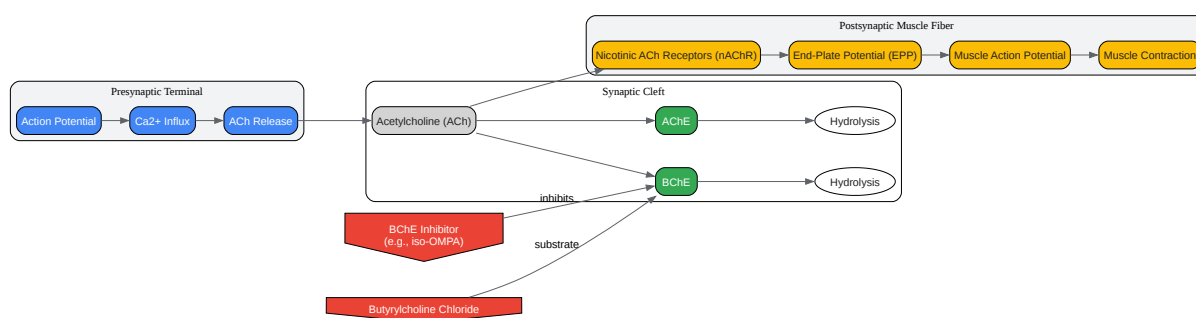 Postsynaptic Muscle Fiber
Nicotinic ACh Receptors (nAChR)
End-Plate Potential (EPP)
Muscle Action Potential
Muscle Contraction
Presynaptic Terminal
Action Potential
Ca2+ Influx
ACh Release
Synaptic Cleft
Acetylcholine (ACh)
AChE
Hydrolysis
BChE
Hydrolysis
inhibits
BChE Inhibitor
(e.g., iso-OMPA)
substrate
Butyrylcholine Chloride